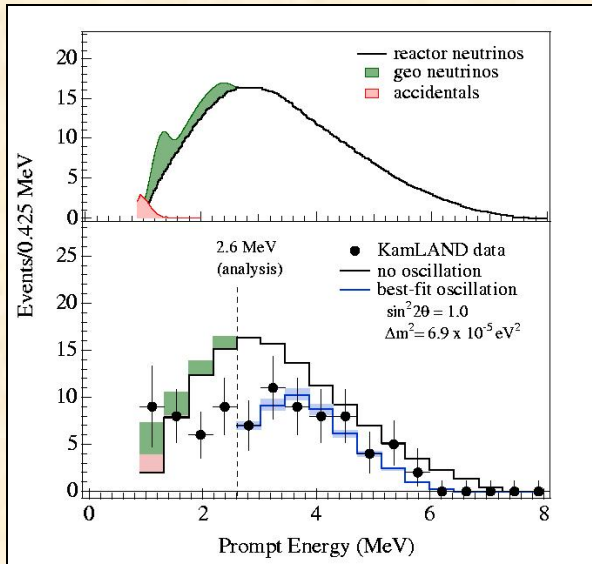 20
15
10
5
0
reactor neutrinos
geo neutrinos
accidentals
Events/0.425 MeV
25
20
15
10
5
0
2.6 MeV
(analysis)
KamLAND data
no oscillation
best-fit oscillation
sin²2θ = 1.0
Δm² = 6.9 x 10⁻⁵ eV²
0 2 4 6 8
Prompt Energy (MeV)